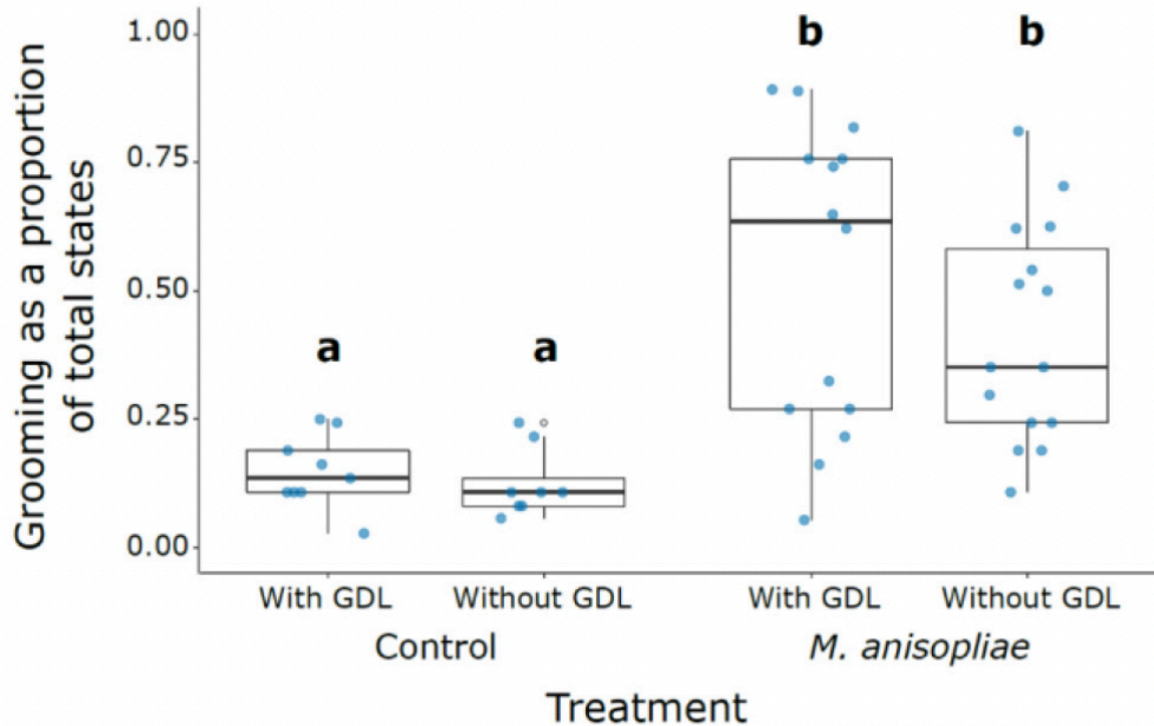 Grooming as a proportion
of total states
1.00
0.75
0.50
0.25
0.00
a
a
b
b
With GDL
Without GDL
With GDL
Without GDL
Control
M. anisopliae
Treatment